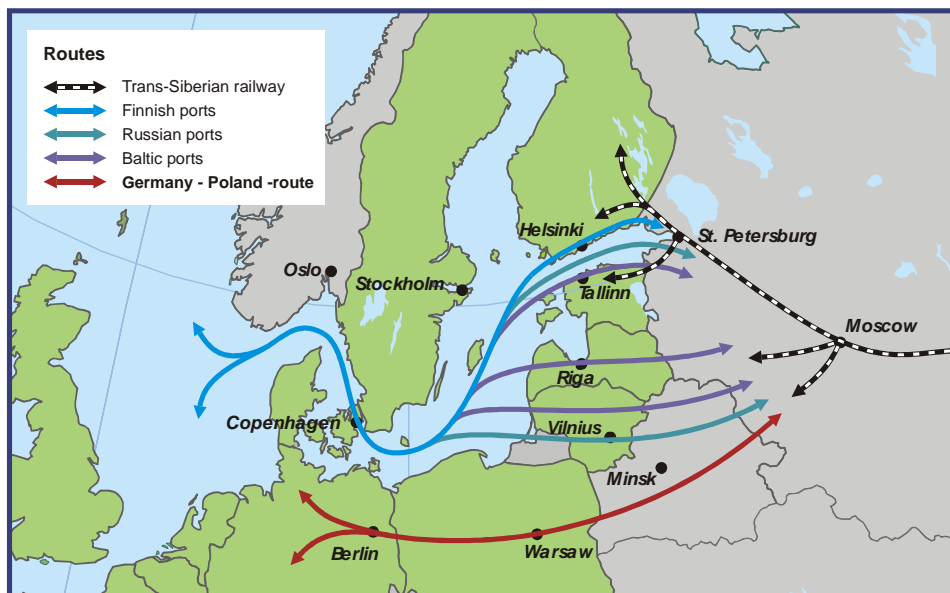 Routes
Trans-Siberian railway
Finnish ports
Russian ports
Baltic ports
Germany - Poland -route
Helsinki
St. Petersburg
Oslo
Stockholm
Tallinn
Moscow
Riga
Copenhagen
Vilnius
Minsk
Berlin
Warsaw